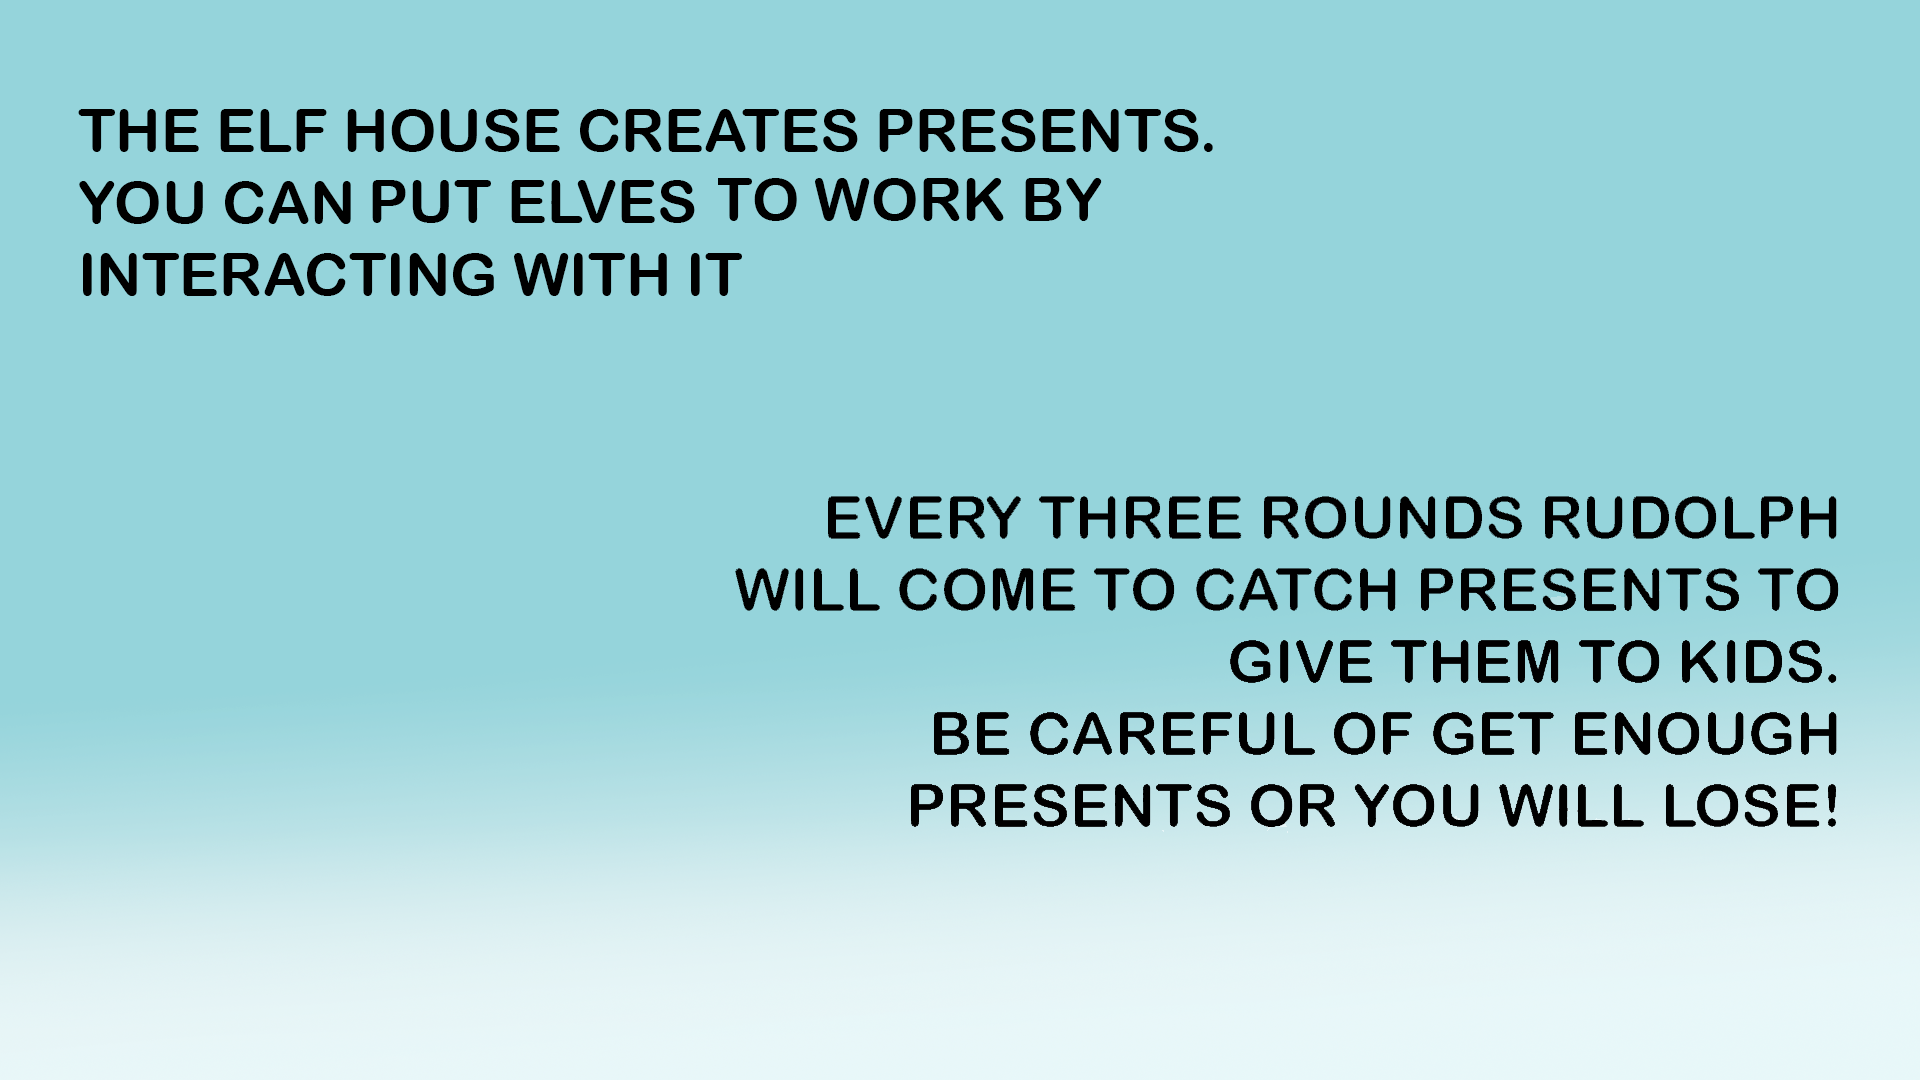 THE ELF HOUSE CREATES PRESENTS.
YOU CAN PUT ELVES TO WORK BY
INTERACTING WITH IT
EVERY THREE ROUNDS RUDOLPH
WILL COME TO CATCH PRESENTS TO
GIVE THEM TO KIDS.
BE CAREFUL OF GET ENOUGH
PRESENTS OR YOU WILL LOSE!